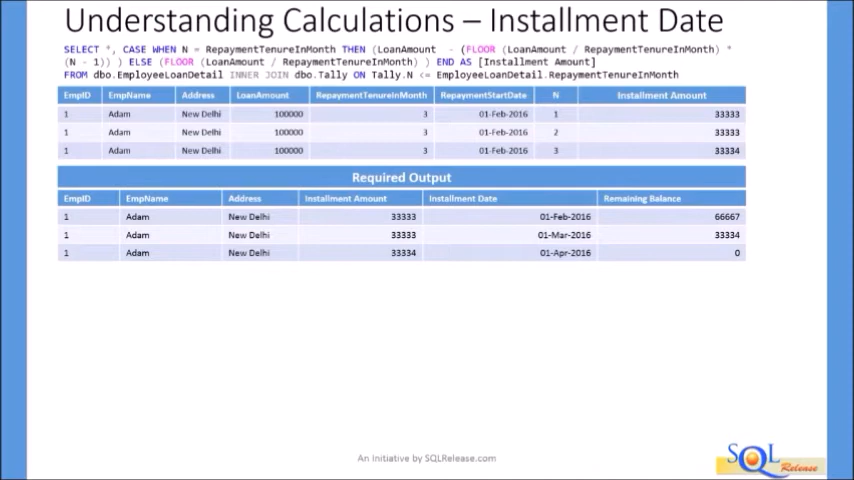 Understanding Calculations – Installment Date
SELECT *, CASE WHEN N = RepaymentTenureInMonth THEN (LoanAmount - (FLOOR (LoanAmount / RepaymentTenureInMonth) *
(N - 1)) ) ELSE (FLOOR (LoanAmount / RepaymentTenureInMonth) ) END AS [Installment Amount]
FROM dbo.EmployeeLoanDetail INNER JOIN dbo.Tally ON Tally.N <= EmployeeLoanDetail.RepaymentTenureInMonth
EmpID EmpName Address LoanAmount RepaymentTenureInMonth RepaymentStartDate N Installment Amount
1 Adam New Delhi 100000 3 01-Feb-2016 1 33333
1 Adam New Delhi 100000 3 01-Feb-2016 2 33333
1 Adam New Delhi 100000 3 01-Feb-2016 3 33334
Required Output
EmpID EmpName Address Installment Amount Installment Date Remaining Balance
1 Adam New Delhi 33333 01-Feb-2016 66667
1 Adam New Delhi 33333 01-Mar-2016 33334
1 Adam New Delhi 33334 01-Apr-2016 0
An Initiative by SQLRelease.com
SQL
Release